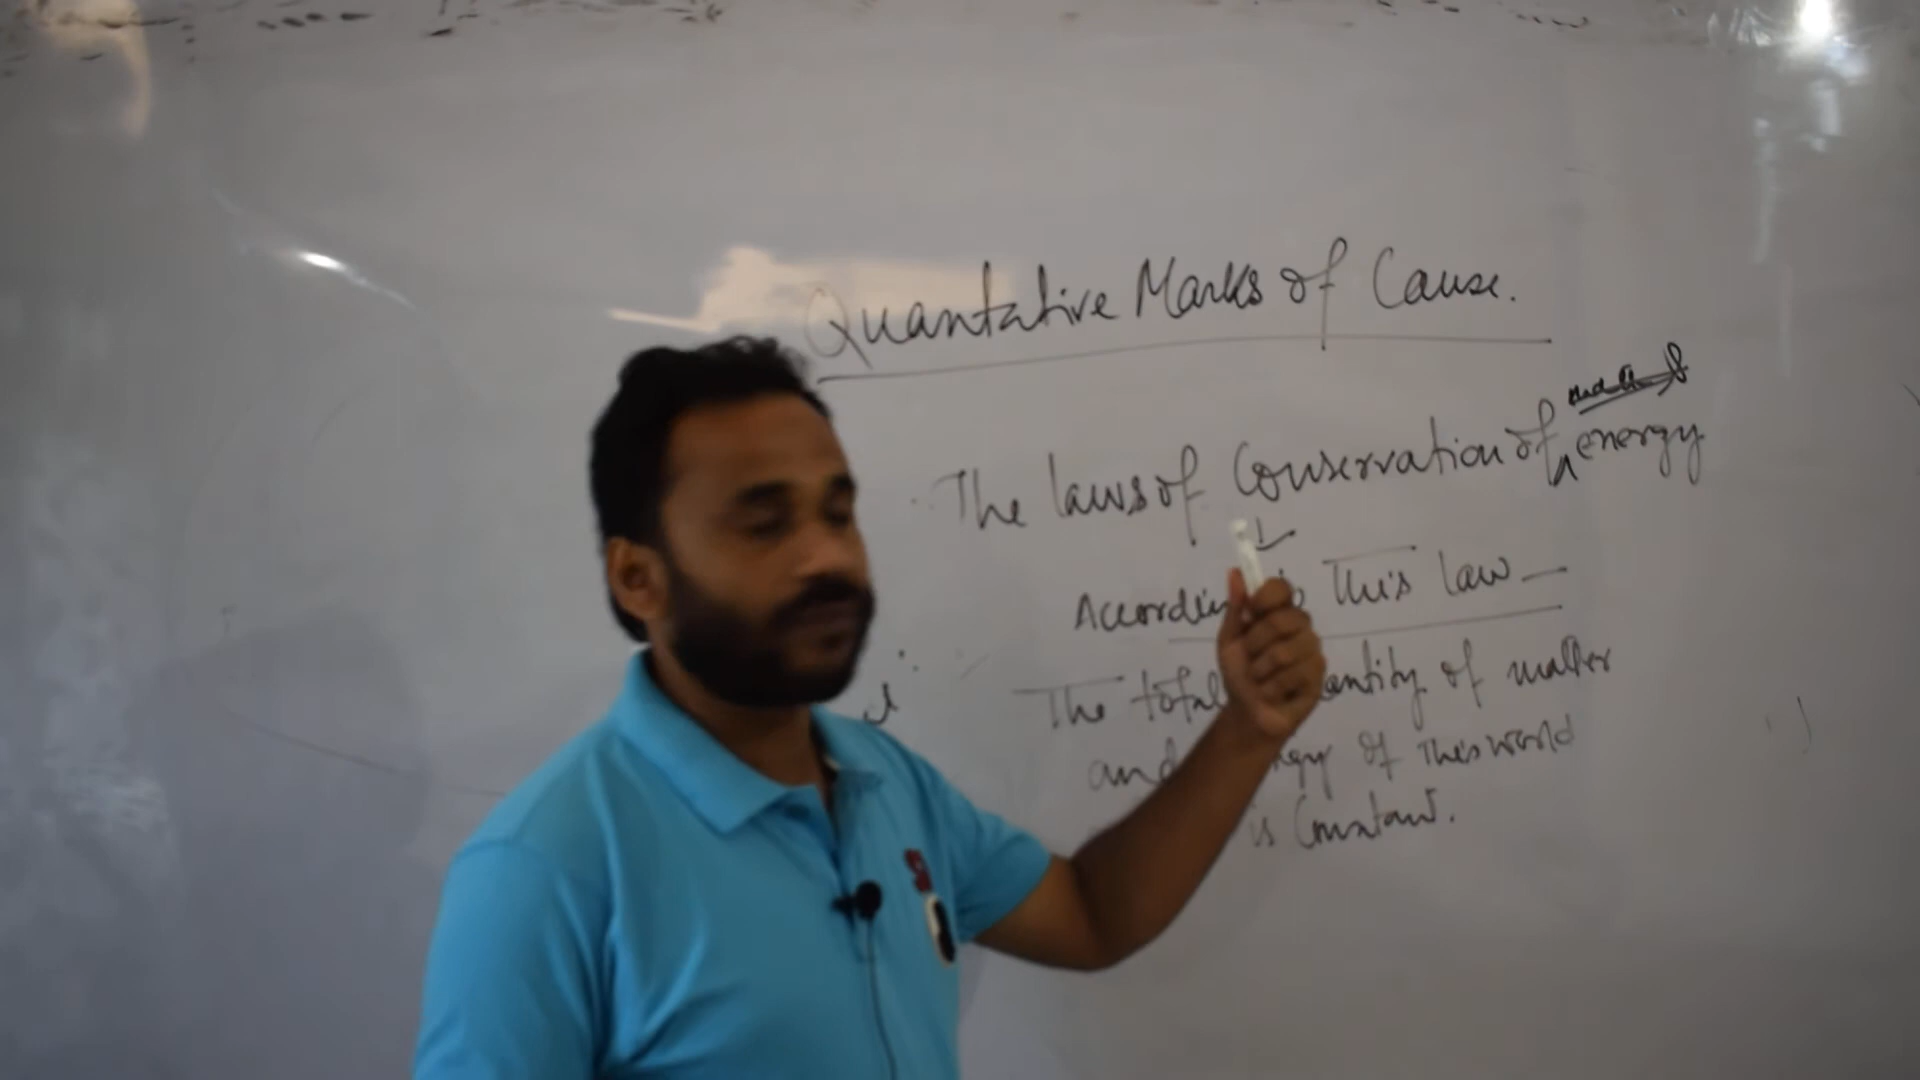 Quantative Marks of Cause.
The laws of Conservation of energy
this law —
The total of matter
and of this world
is Constant.